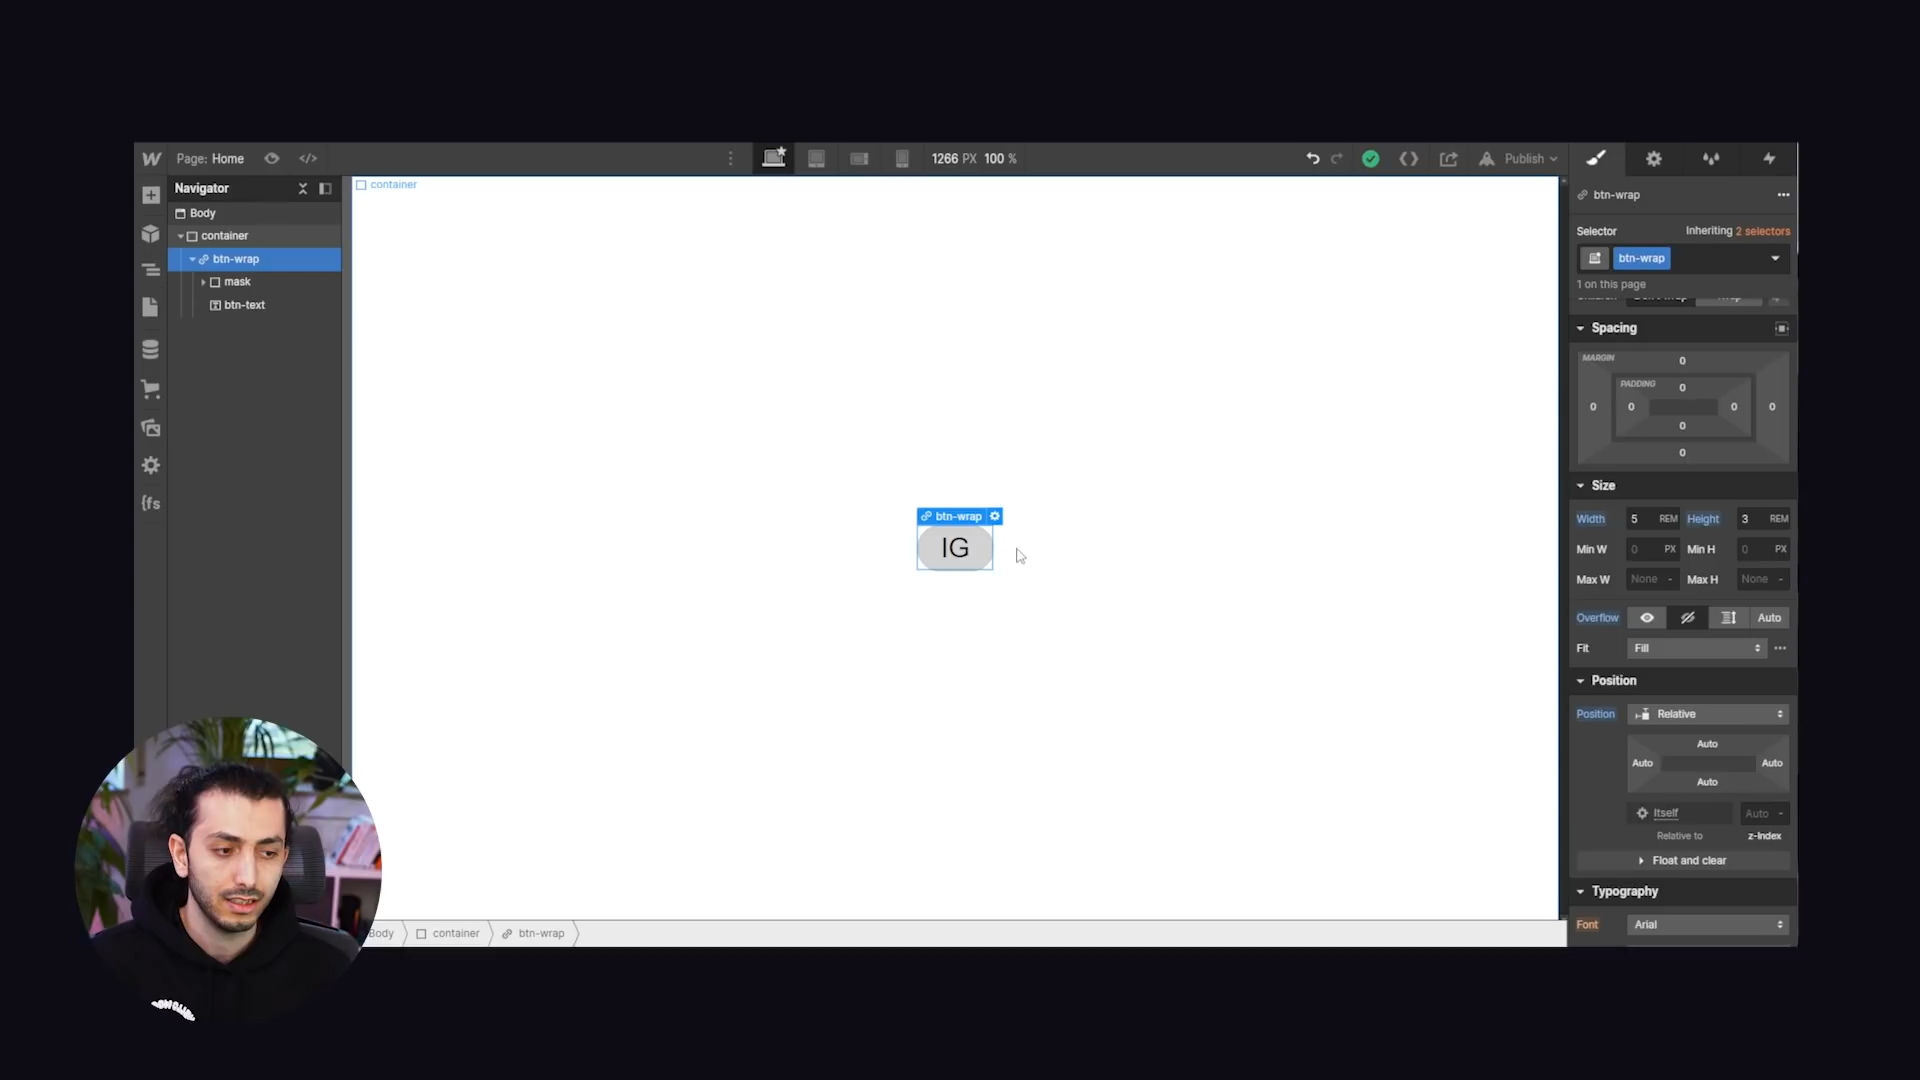 Page: Home
1266 PX 100 %
Publish
Navigator
Body
container
btn-wrap
mask
btn-text
container
btn-wrap
IG
Body
container
btn-wrap
btn-wrap
Selector
Inheriting 2 selectors
btn-wrap
1 on this page
Spacing
MARGIN
0
PADDING
0
0 0 0 0
0
0
Size
Width 5 REM Height 3 REM
Min W 0 PX Min H 0 PX
Max W None - Max H None -
Overflow Auto
Fit Fill
Position
Position Relative
Auto
Auto Auto
Auto
Itself Auto -
Relative to z-Index
Float and clear
Typography
Font Arial
{fs